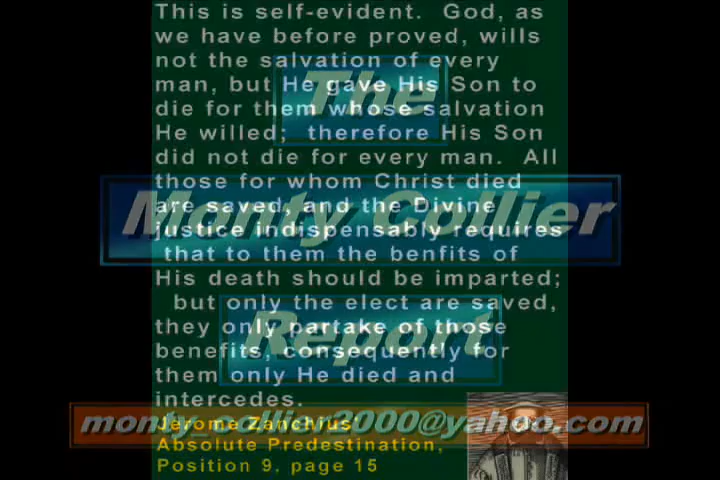 This is self-evident. God, as
we have before proved, wills
not the salvation of every
man, but He gave His Son to
die for them whose salvation
He willed; therefore His Son
did not die for every man. All
those for whom Christ died
are saved, and the Divine
justice indispensably requires
that to them the benfits of
His death should be imparted;
but only the elect are saved,
they only partake of those
benefits, consequently for
them only He died and
intercedes.
Jerome Zanchius'
Absolute Predestination,
Position 9. page 15
The
Monty Collier
Report
monty_collier2000@yahoo.com